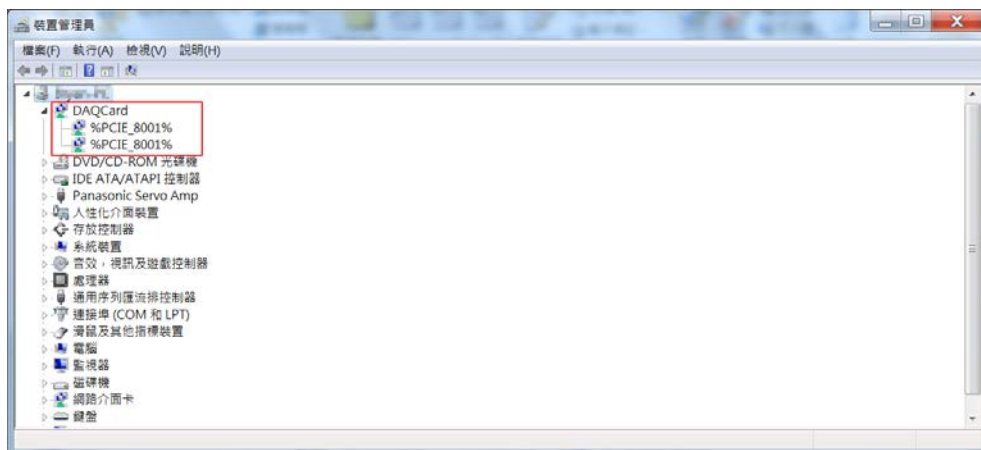 裝置管理員
檔案(F) 執行(A) 檢視(V) 說明(H)
DAQCard
%PCIE_8001%
%PCIE_8001%
DVD/CD-ROM 光碟機
IDE ATA/ATAPI 控制器
Panasonic Servo Amp
人性化介面裝置
存放控制器
系統裝置
音效，視訊及遊戲控制器
處理器
通用序列匯流排控制器
連接埠 (COM 和 LPT)
滑鼠及其他指標裝置
電腦
監視器
磁碟機
網路介面卡
鍵盤